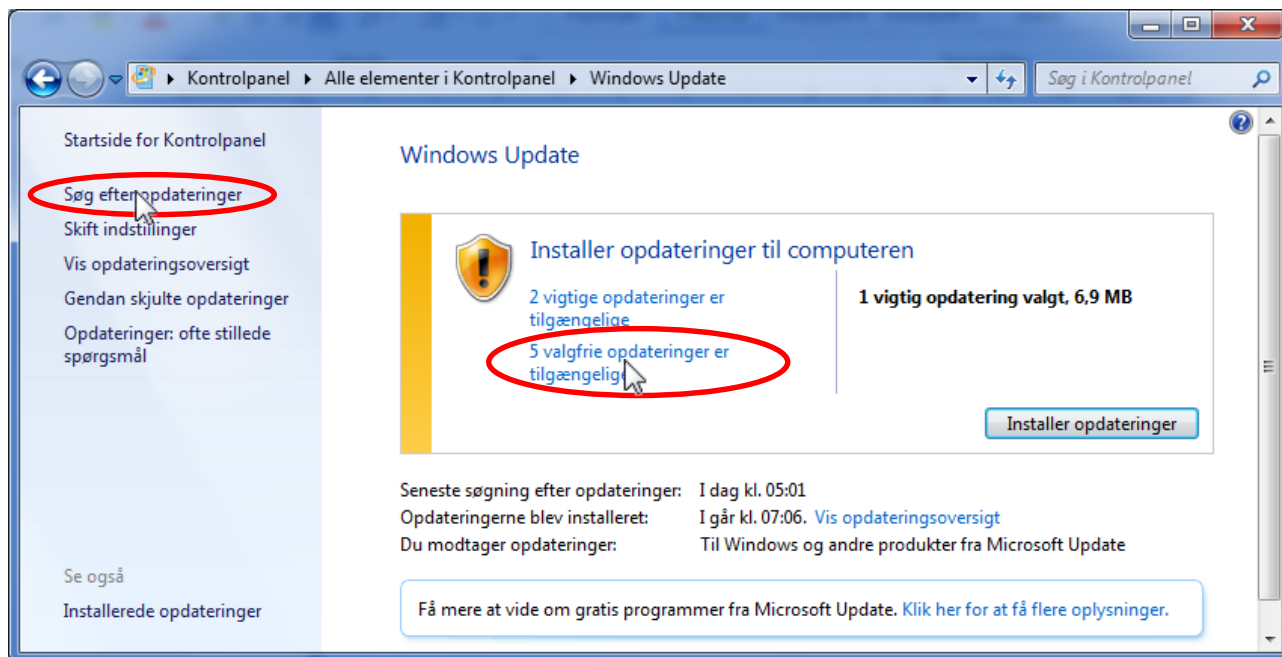 Kontrolpanel ▸ Alle elementer i Kontrolpanel ▸ Windows Update
Søg i Kontrolpanel
Startside for Kontrolpanel
Søg efter opdateringer
Skift indstillinger
Vis opdateringsoversigt
Gendan skjulte opdateringer
Opdateringer: ofte stillede
spørgsmål
Se også
Installerede opdateringer
Windows Update
Installer opdateringer til computeren
2 vigtige opdateringer er
tilgængelige
5 valgfrie opdateringer er
tilgængelige
1 vigtig opdatering valgt, 6,9 MB
Installer opdateringer
Seneste søgning efter opdateringer: I dag kl. 05:01
Opdateringerne blev installeret: I går kl. 07:06. Vis opdateringsoversigt
Du modtager opdateringer: Til Windows og andre produkter fra Microsoft Update
Få mere at vide om gratis programmer fra Microsoft Update. Klik her for at få flere oplysninger.